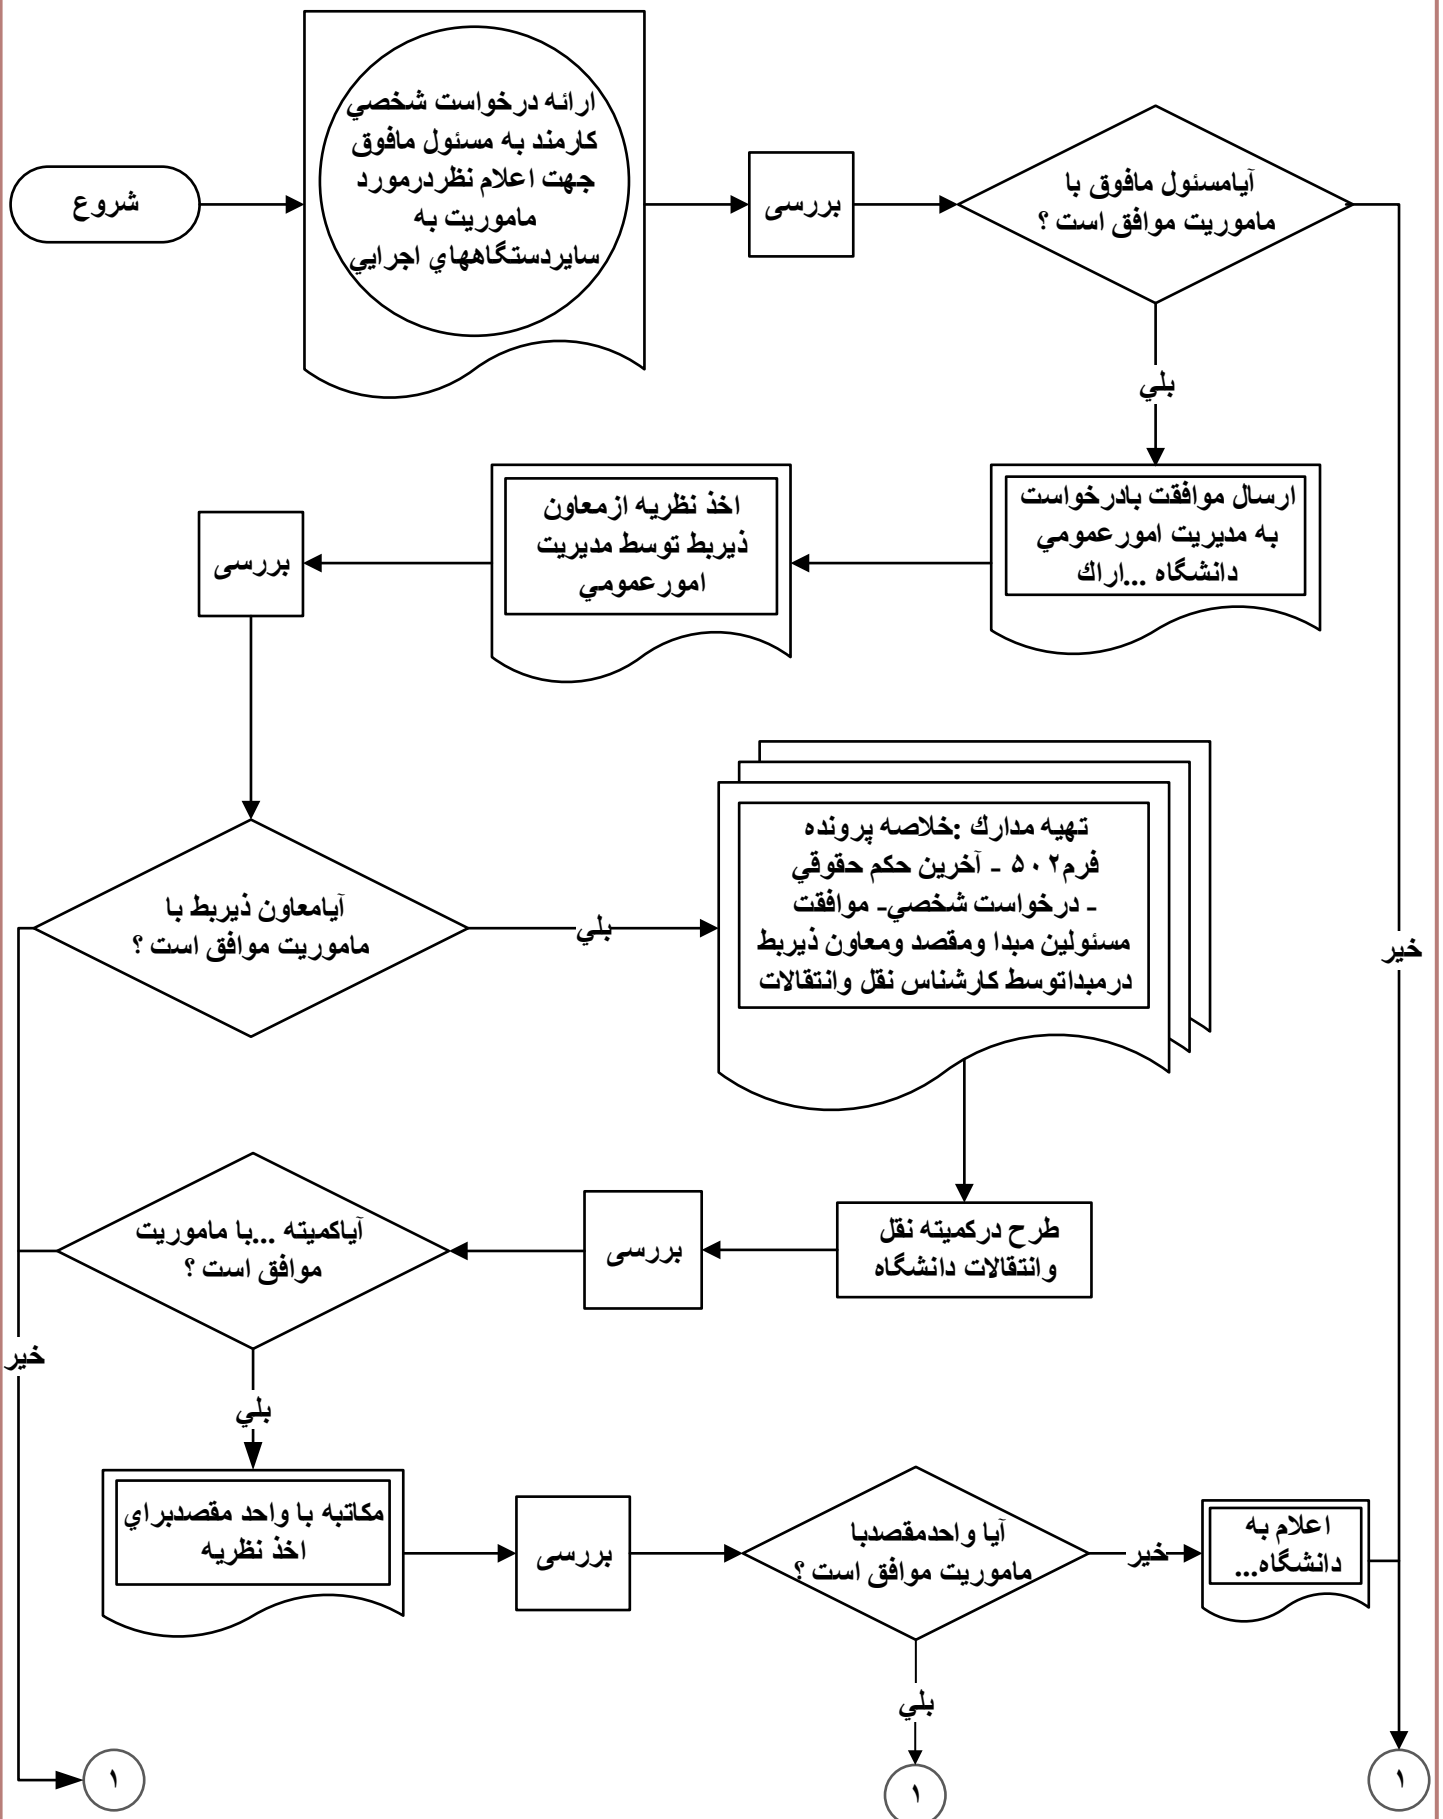 شروع
ارائه درخواست شخصي
كارمند به مسئول مافوق
جهت اعلام نظردرمورد
ماموريت به
سايردستگاههاي اجرايي
بررسی
آيامسئول مافوق با
ماموريت موافق است ؟
بلي
خير
ارسال موافقت بادرخواست
به مديريت امورعمومي
دانشگاه ...اراك
اخذ نظريه ازمعاون
ذيربط توسط مديريت
امورعمومي
بررسی
آيامعاون ذيربط با
ماموريت موافق است ؟
بلي
تهيه مدارك :خلاصه پرونده
فرم۵۰۲ - آخرين حكم حقوقي
- درخواست شخصي- موافقت
مسئولين مبدا ومقصد ومعاون ذيربط
درمبداتوسط كارشناس نقل وانتقالات
طرح دركميته نقل
وانتقالات دانشگاه
بررسی
آياكميته ...با ماموريت
موافق است ؟
خير
بلي
مكاتبه با واحد مقصدبراي
اخذ نظريه
بررسی
آيا واحدمقصدبا
ماموريت موافق است ؟
خير
اعلام به
دانشگاه...
بلي
۱
۱
۱